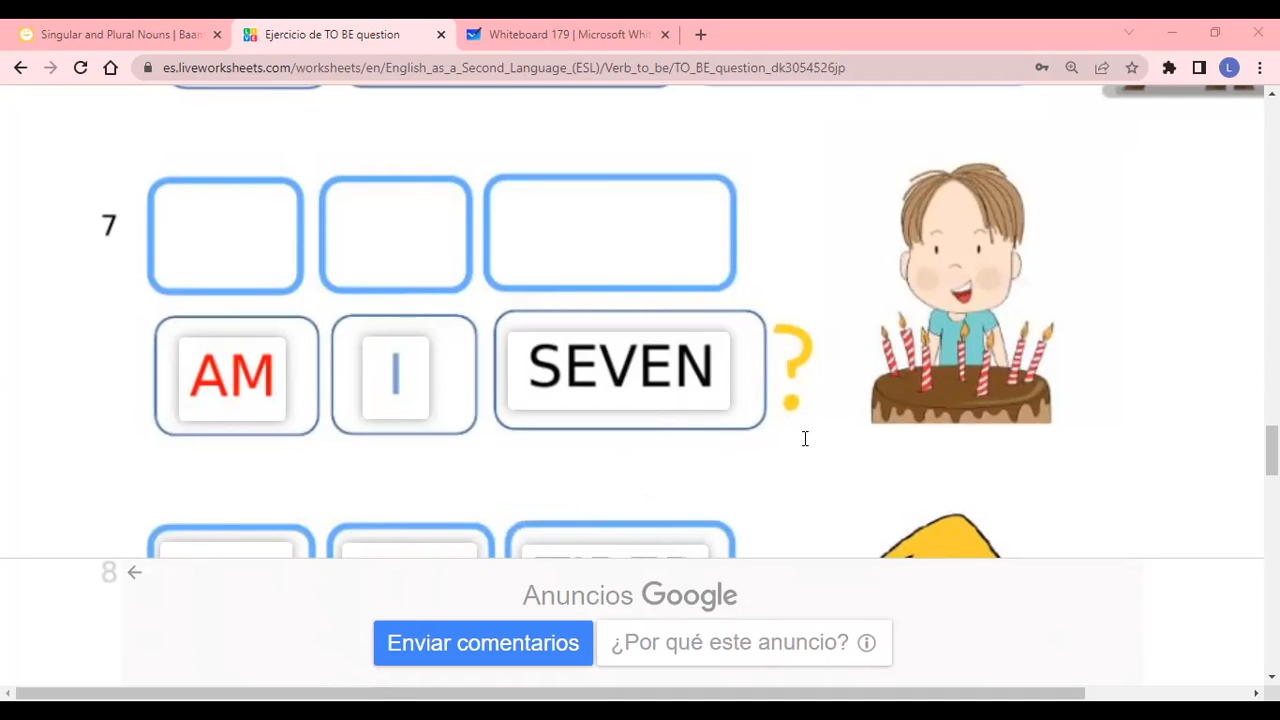 Singular and Plural Nouns | Baam
Ejercicio de TO BE question
Whiteboard 179 | Microsoft Whit
es.liveworksheets.com/worksheets/en/English_as_a_Second_Language_(ESL)/Verb_to_be/TO_BE_question_dk3054526jp
L
7
AM I SEVEN ?
8
Anuncios Google
Enviar comentarios
¿Por qué este anuncio?